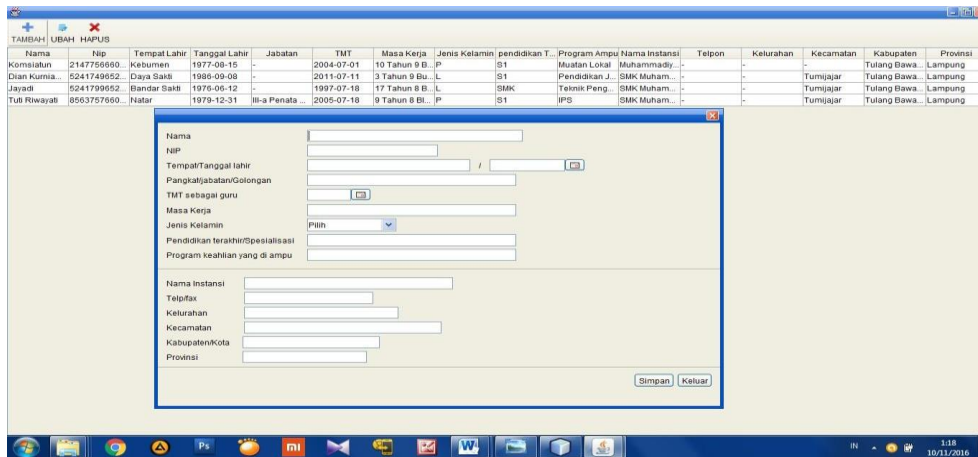 TAMBAH UBAH HAPUS
Nama Nip Tempat Lahir Tanggal Lahir Jabatan TMT Masa Kerja Jenis Kelamin pendidikan T... Program Ampu Nama Instansi Telpon Kelurahan Kecamatan Kabupaten Provinsi
Komsiatun 2147756660... Kebumen 1977-08-15 - 2004-07-01 10 Tahun 9 B... P S1 Muatan Lokal Muhammadiy... - - - Tulang Bawa... Lampung
Dian Kurnia... 5241749652... Daya Sakti 1986-09-08 - 2011-07-11 3 Tahun 9 Bu... L S1 Pendidikan J... SMK Muham... - - Tumijajar Tulang Bawa... Lampung
Jayadi 5241799652... Bandar Sakti 1976-06-12 - 1997-07-18 17 Tahun 8 B... L SMK Teknik Peng... SMK Muham... - - Tumijajar Tulang Bawa... Lampung
Tuti Riwayati 8563757660... Natar 1979-12-31 III-a Penata ... 2005-07-18 9 Tahun 8 Bl... P S1 IPS SMK Muham... - - Tumijajar Tulang Bawa... Lampung
Nama
NIP
Tempat/Tanggal lahir /
Pangkat/jabatan/Golongan
TMT sebagai guru
Masa Kerja
Jenis Kelamin Pilih
Pendidikan terakhir/Spesialisasi
Program keahlian yang di ampu
Nama Instansi
Telp/fax
Kelurahan
Kecamatan
Kabupaten/Kota
Provinsi
Simpan Keluar
Ps mi W IN 1:18
10/11/2016